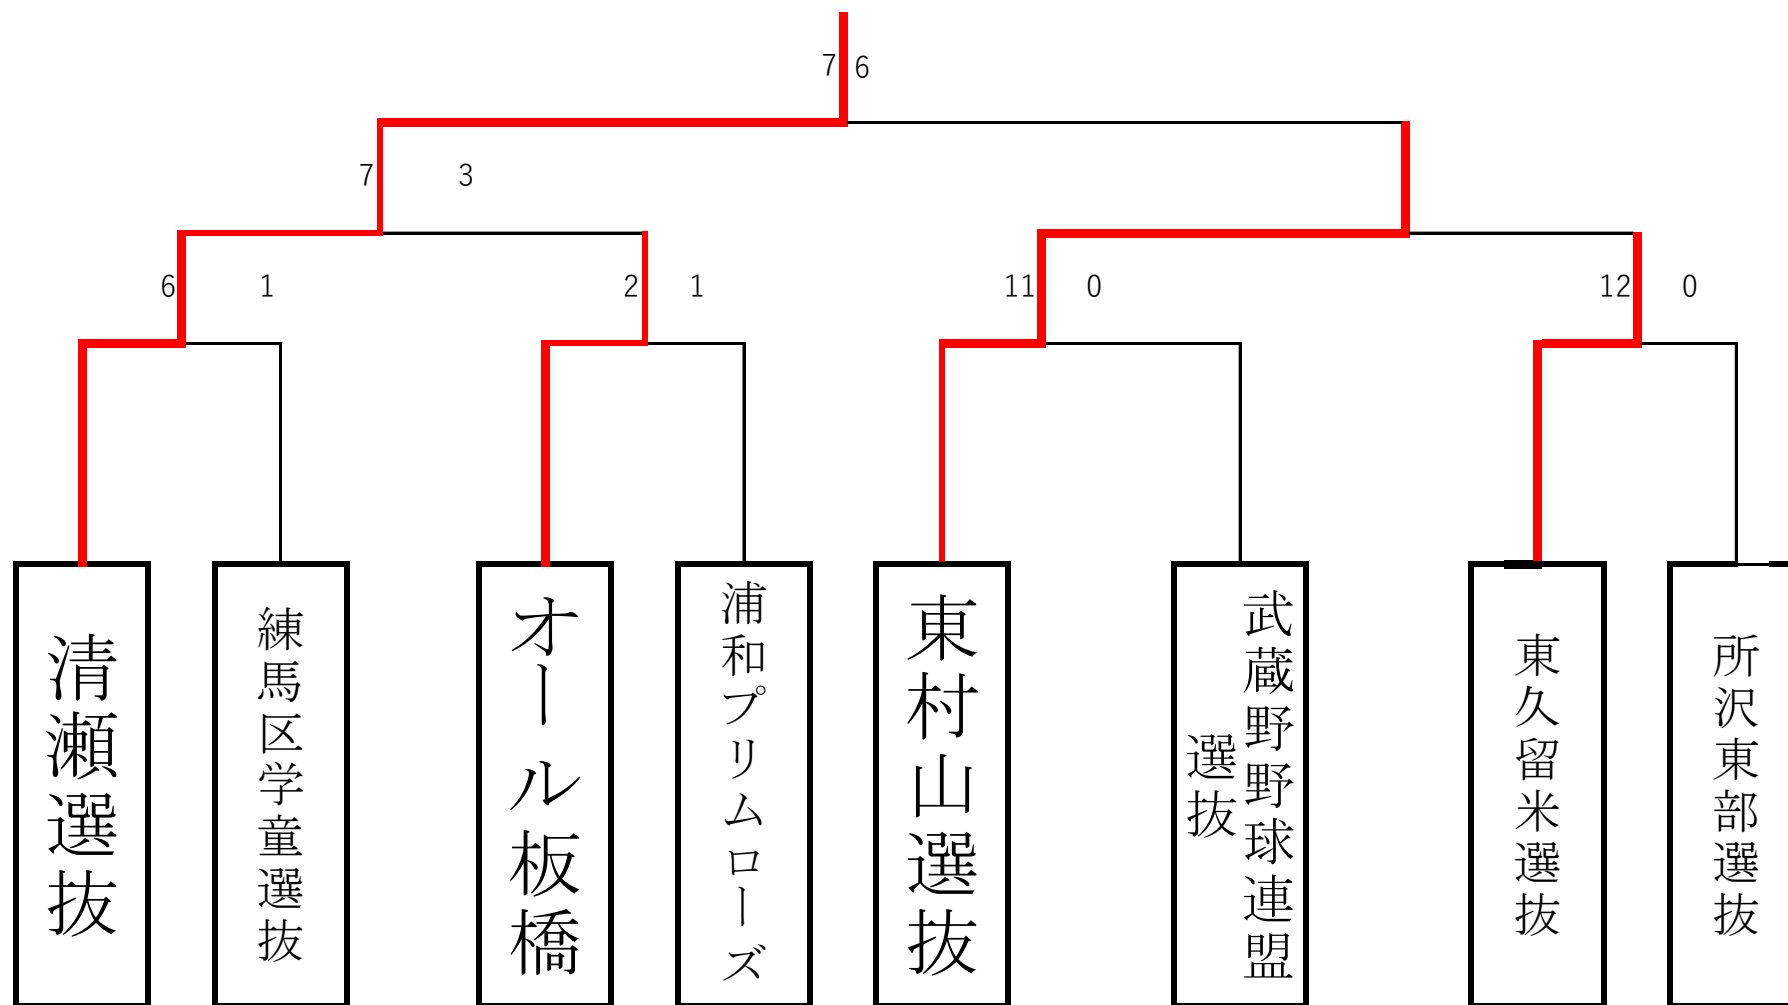 7 6
7 3
6 1 2 1 11 0 12 0
清瀬選抜
練馬区学童選抜
オール板橋
浦和プリムローズ
東村山選抜
武蔵野野球連盟
選抜
東久留米選抜
所沢東部選抜